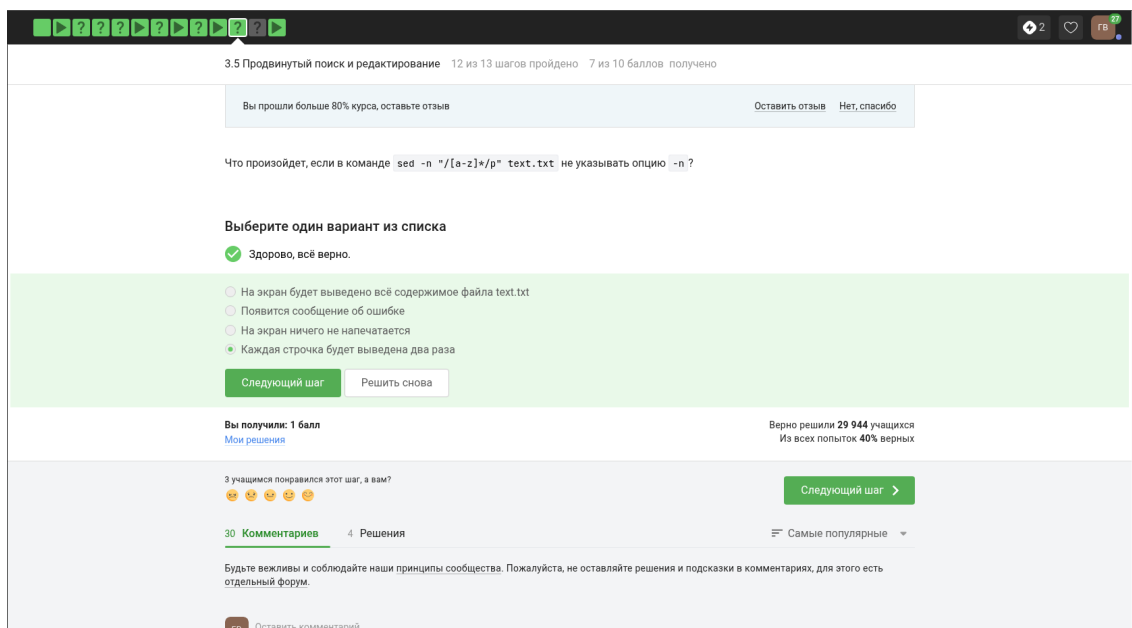 ? ? ? ? ? ? ?
2
ГВ
27
3.5 Продвинутый поиск и редактирование 12 из 13 шагов пройдено 7 из 10 баллов получено
Вы прошли больше 80% курса, оставьте отзыв Оставить отзыв Нет, спасибо
Что произойдет, если в команде sed -n "/[a-z]*/p" text.txt не указывать опцию -n ?
Выберите один вариант из списка
Здорово, всё верно.
На экран будет выведено всё содержимое файла text.txt
Появится сообщение об ошибке
На экран ничего не напечатается
Каждая строчка будет выведена два раза
Следующий шаг Решить снова
Вы получили: 1 балл Верно решили 29 944 учащихся
Мои решения Из всех попыток 40% верных
3 учащимся понравился этот шаг, а вам?
Следующий шаг
30 Комментариев 4 Решения Самые популярные
Будьте вежливы и соблюдайте наши принципы сообщества. Пожалуйста, не оставляйте решения и подсказки в комментариях, для этого есть
отдельный форум.
ГВ Оставить комментарий